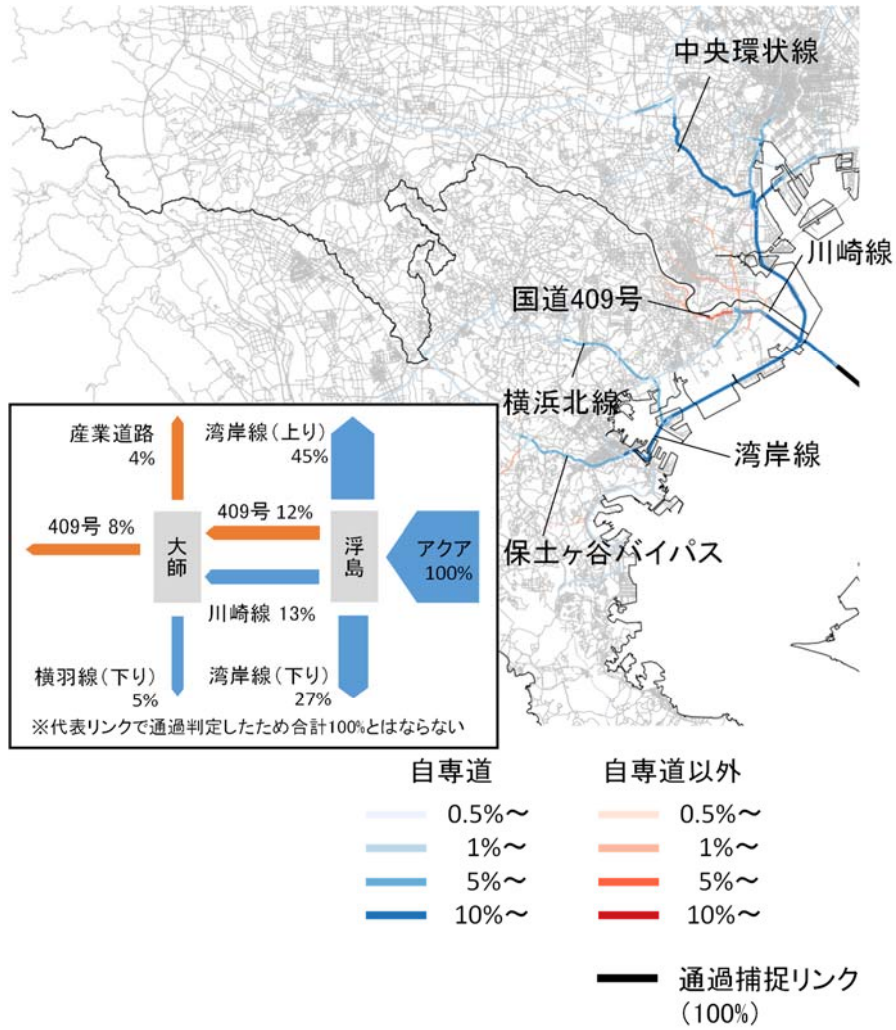 中央環状線
川崎線
国道409号
横浜北線
湾岸線
保土ヶ谷バイパス
産業道路
4%
湾岸線(上り)
45%
409号 8%
大師
409号 12%
浮島
アクア
100%
川崎線 13%
横羽線(下り)
5%
湾岸線(下り)
27%
※代表リンクで通過判定したため合計100%とはならない
自専道
0.5%～
1%～
5%～
10%～
自専道以外
0.5%～
1%～
5%～
10%～
通過捕捉リンク
(100%)